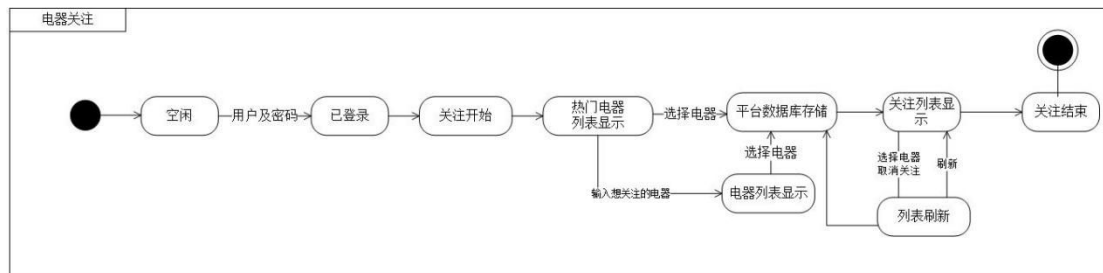 电器关注
空闲
用户及密码
已登录
关注开始
热门电器
列表显示
选择电器
平台数据库存储
关注列表显
示
关注结束
选择电器
选择电器
取消关注
刷新
输入想关注的电器
电器列表显示
列表刷新